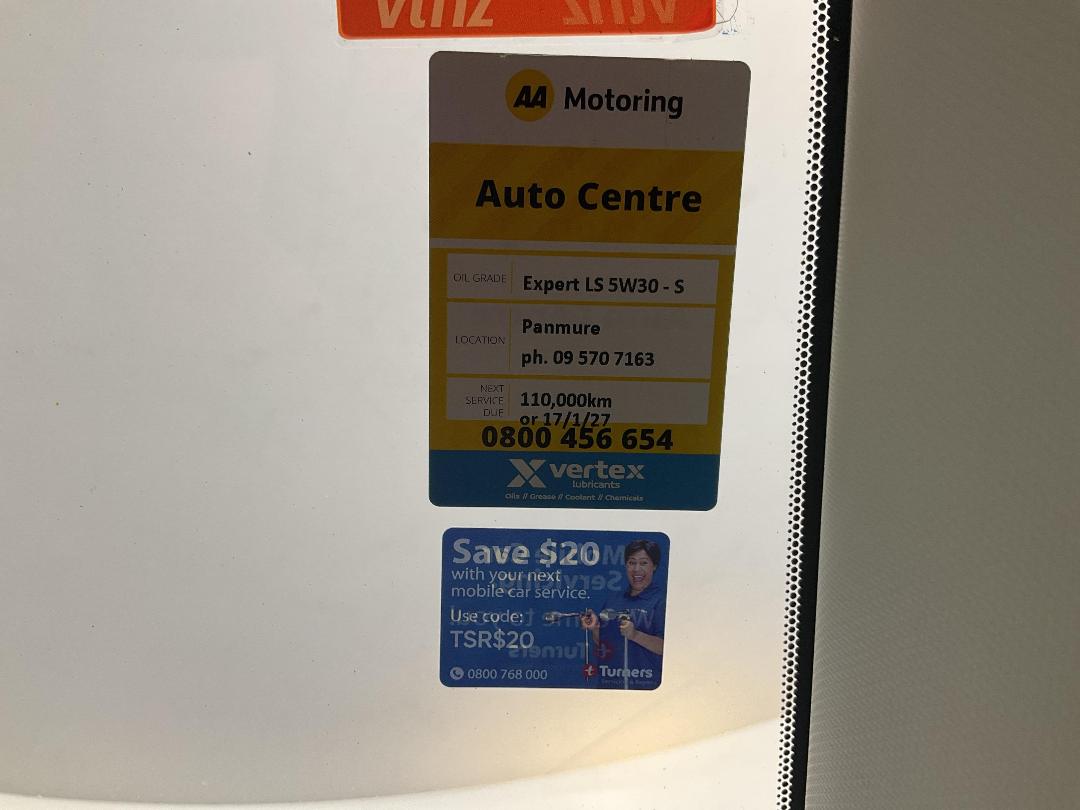 vtnz
AA Motoring
Auto Centre
OIL GRADE Expert LS 5W30 - S
LOCATION Panmure
ph. 09 570 7163
NEXT SERVICE DUE 110,000km
or 17/1/27
0800 456 654
vertex
lubricants
Oils // Grease // Coolant // Chemicals
Save $20
with your next
mobile car service.
Use code:
TSR$20
0800 768 000
Turners